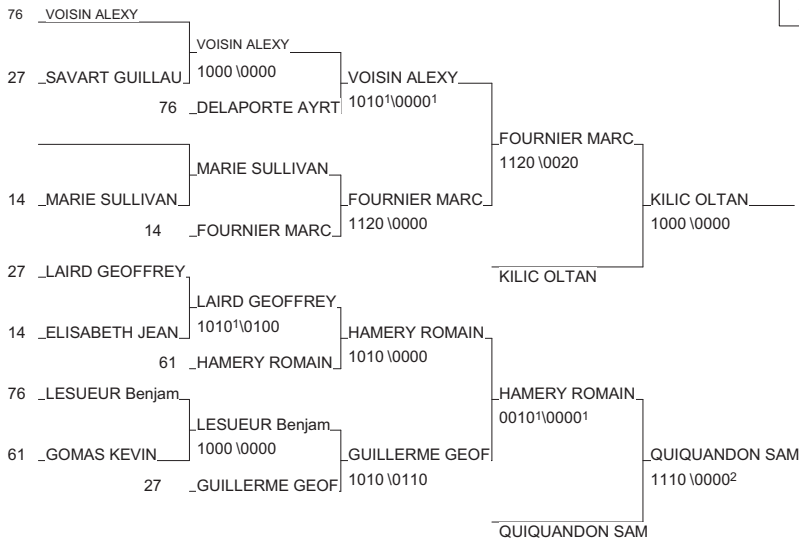 76 VOISIN ALEXY
VOISIN ALEXY
27 SAVART GUILLAU 1000 \0000 VOISIN ALEXY
76 DELAPORTE AYRT 1010¹\0000¹
FOURNIER MARC
1120 \0020
MARIE SULLIVAN
14 MARIE SULLIVAN FOURNIER MARC KILIC OLTAN
14 FOURNIER MARC 1120 \0000 1000 \0000
27 LAIRD GEOFFREY KILIC OLTAN
LAIRD GEOFFREY
14 ELISABETH JEAN 1010¹\0100 HAMERY ROMAIN
61 HAMERY ROMAIN 1010 \0000
76 LESUEUR Benjam HAMERY ROMAIN
LESUEUR Benjam 0010¹\0000¹
61 GOMAS KEVIN 1000 \0000 GUILLERME GEOF QUIQUANDON SAM
27 GUILLERME GEOF 1010 \0110 1110 \0000²
QUIQUANDON SAM